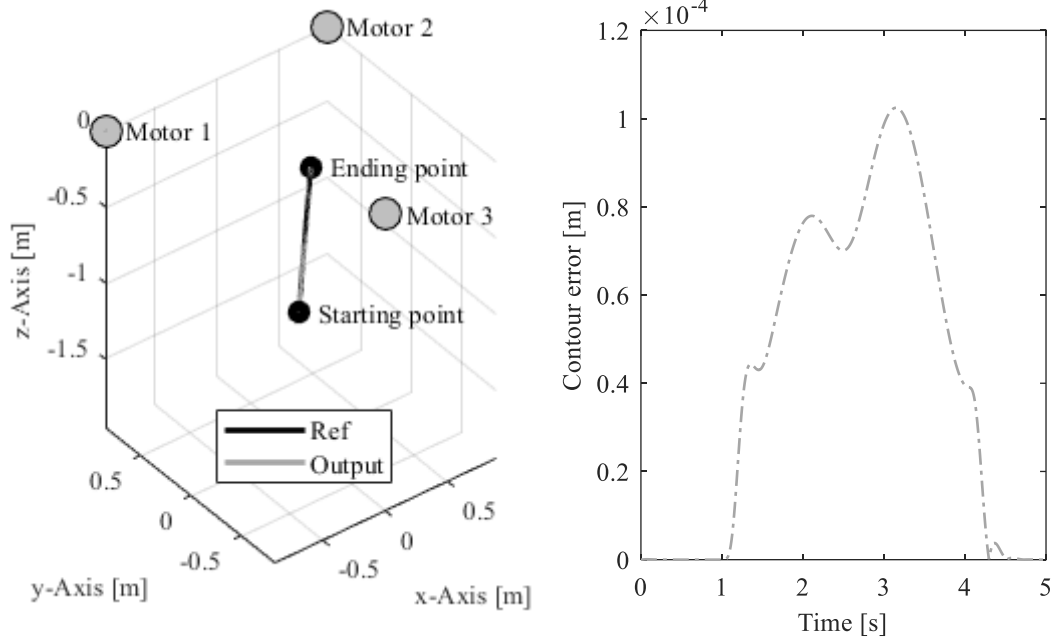 Motor 2
0
Motor 1
Ending point
-0.5
Motor 3
-1
Starting point
-1.5
z-Axis [m]
Ref
Output
0.5
0
-0.5
y-Axis [m]
0.5
0
-0.5
x-Axis [m]
×10⁻⁴
1.2
1
0.8
0.6
0.4
0.2
0
Contour error [m]
0 1 2 3 4 5
Time [s]